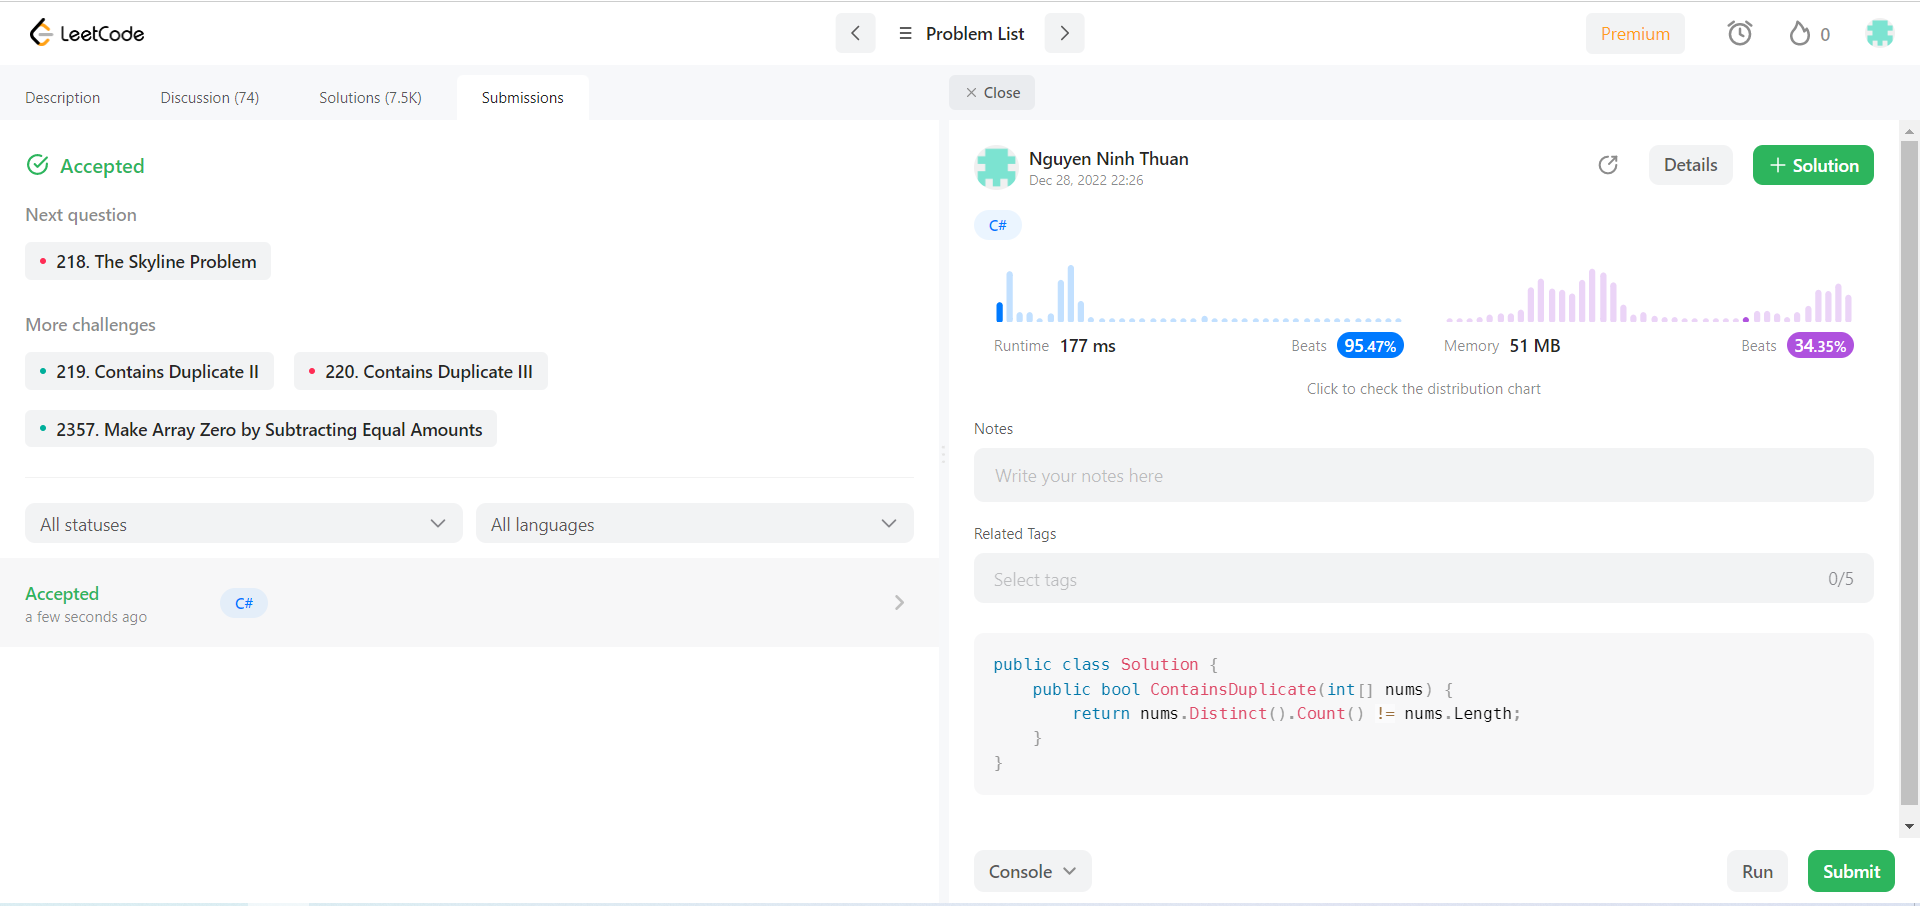 LeetCode
Problem List
Premium
0
Description
Discussion (74)
Solutions (7.5K)
Submissions
Close
Accepted
Next question
218. The Skyline Problem
More challenges
219. Contains Duplicate II
220. Contains Duplicate III
2357. Make Array Zero by Subtracting Equal Amounts
All statuses
All languages
Accepted
a few seconds ago
C#
Nguyen Ninh Thuan
Dec 28, 2022 22:26
Details
+ Solution
C#
Runtime 177 ms
Beats 95.47%
Memory 51 MB
Beats 34.35%
Click to check the distribution chart
Notes
Write your notes here
Related Tags
Select tags
0/5
public class Solution {
    public bool ContainsDuplicate(int[] nums) {
        return nums.Distinct().Count() != nums.Length;
    }
}
Console
Run
Submit